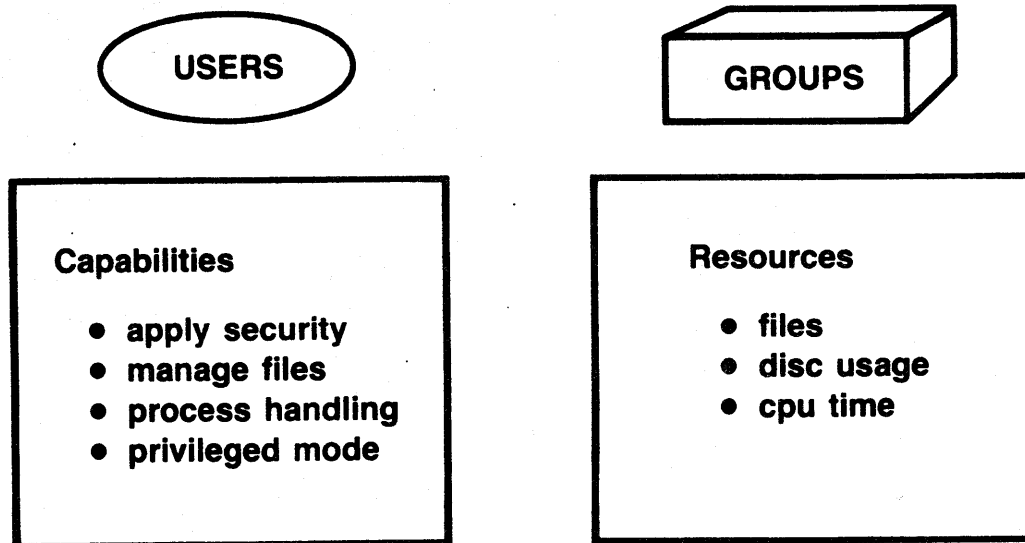 USERS
GROUPS
Capabilities
• apply security
• manage files
• process handling
• privileged mode
Resources
• files
• disc usage
• cpu time